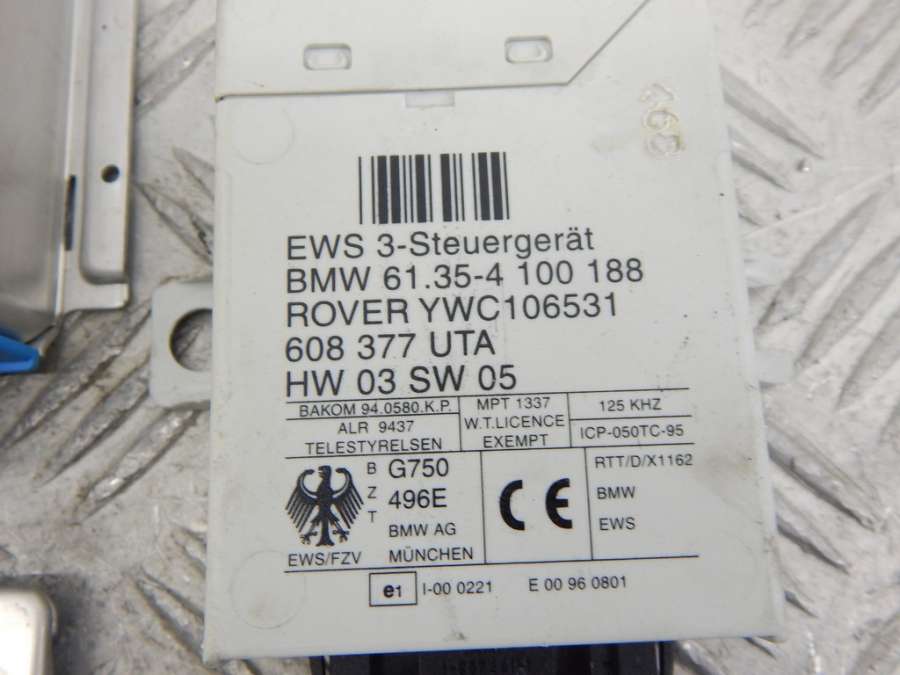 EWS 3-Steuergerät
BMW 61.35-4 100 188
ROVER YWC106531
608 377 UTA
HW 03 SW 05
BAKOM 94.0580.K.P.
ALR 9437
TELESTYRELSEN
MPT 1337
W.T.LICENCE
EXEMPT
125 KHZ
ICP-050TC-95
EWS/FZV
B
Z
T
G750
496E
BMW AG
MÜNCHEN
CE
RTT/D/X1162
BMW
EWS
e1 I-00 0221 E 00 96 0801